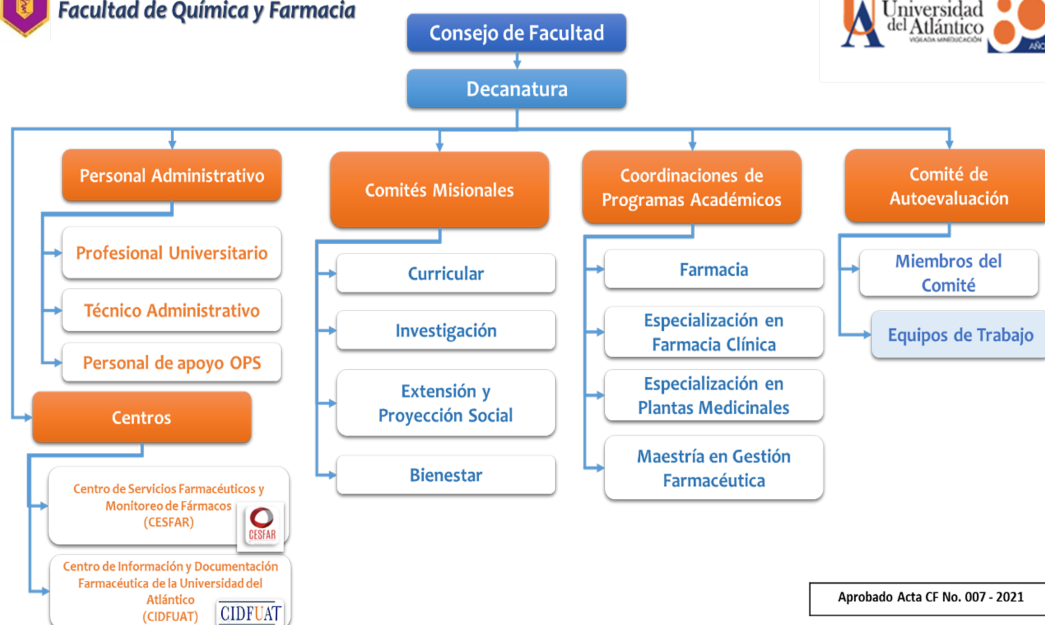 Facultad de Química y Farmacia
Universidad
del Atlántico
VIGILADA MINEDUCACIÓN
AÑO
Consejo de Facultad
Decanatura
Personal Administrativo
Profesional Universitario
Técnico Administrativo
Personal de apoyo OPS
Centros
Centro de Servicios Farmacéuticos y
Monitoreo de Fármacos
(CESFAR)
CESFAR
Centro de Información y Documentación
Farmacéutica de la Universidad del
Atlántico
(CIDFUAT)
CIDFUAT
Comités Misionales
Curricular
Investigación
Extensión y
Proyección Social
Bienestar
Coordinaciones de
Programas Académicos
Farmacia
Especialización en
Farmacia Clínica
Especialización en
Plantas Medicinales
Maestría en Gestión
Farmacéutica
Comité de
Autoevaluación
Miembros del
Comité
Equipos de Trabajo
Aprobado Acta CF No. 007 - 2021